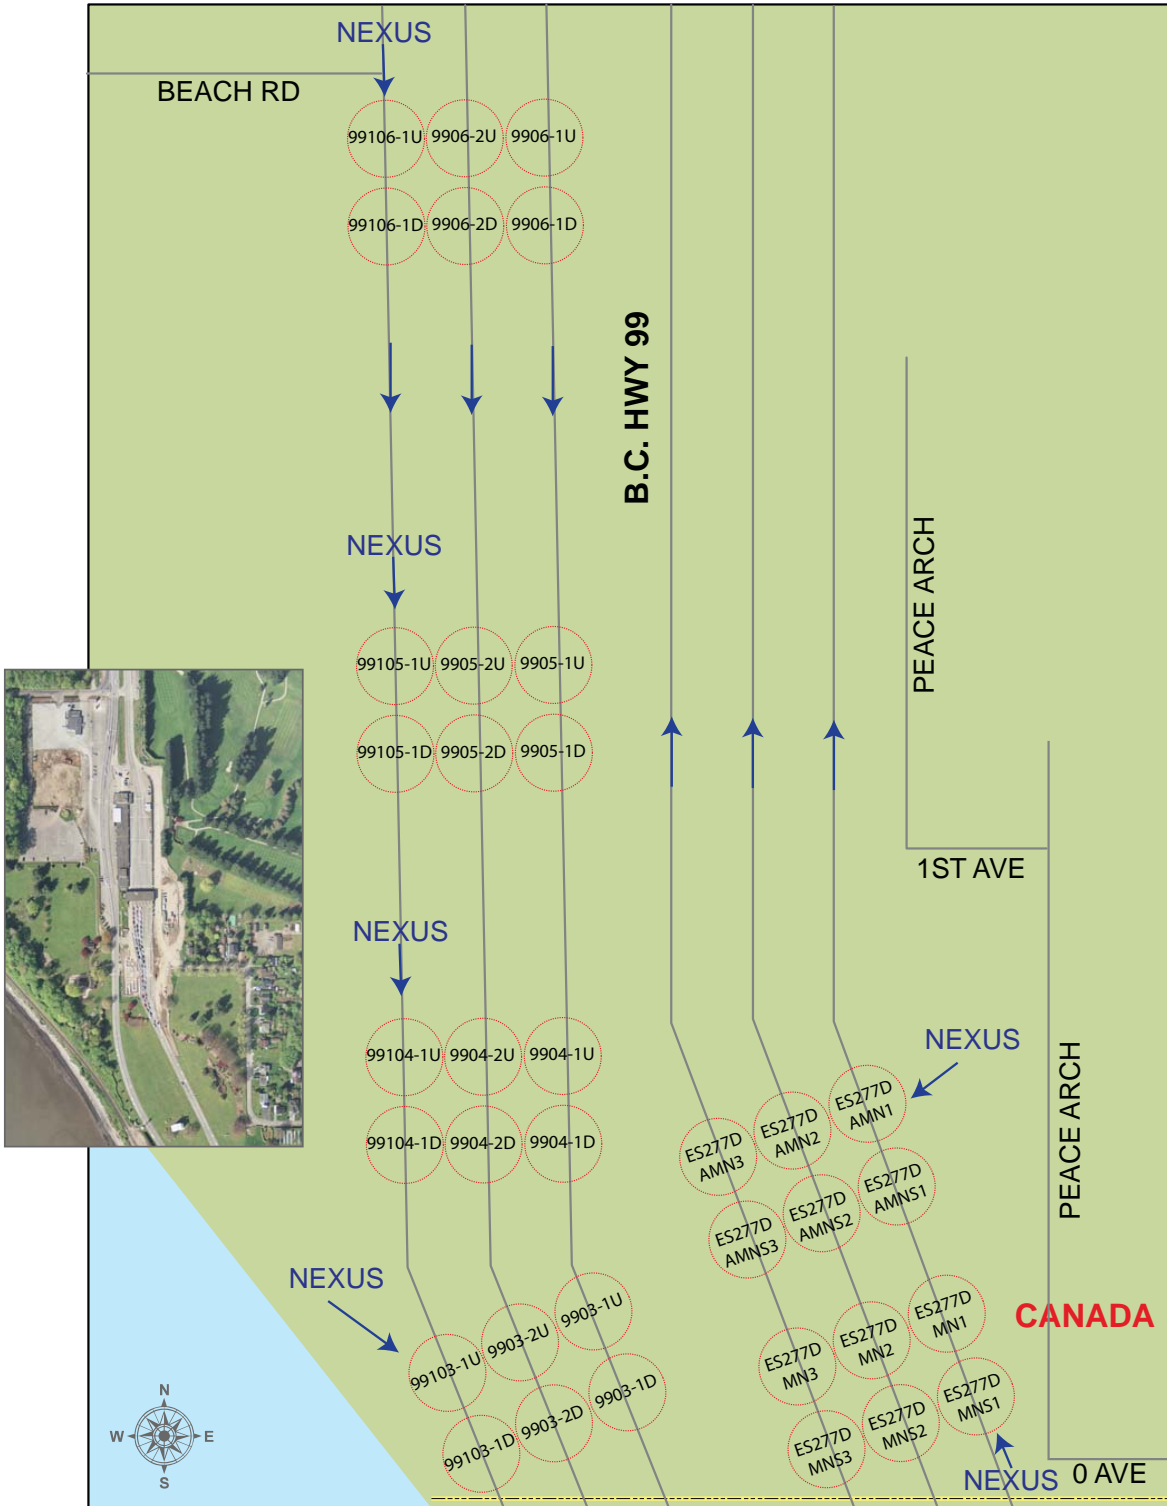 NEXUS
BEACH RD
99106-1U
9906-2U
9906-1U
99106-1D
9906-2D
9906-1D
B.C. HWY 99
NEXUS
PEACE ARCH
99105-1U
9905-2U
9905-1U
99105-1D
9905-2D
9905-1D
1ST AVE
NEXUS
99104-1U
9904-2U
9904-1U
99104-1D
9904-2D
9904-1D
NEXUS
ES277D
AMN1
ES277D
AMN2
ES277D
AMN3
ES277D
AMNS1
ES277D
AMNS2
ES277D
AMNS3
PEACE ARCH
NEXUS
99103-1U
9903-2U
9903-1U
99103-1D
9903-2D
9903-1D
ES277D
MN1
ES277D
MN2
ES277D
MN3
CANADA
ES277D
MNS1
ES277D
MNS2
ES277D
MNS3
NEXUS
0 AVE
N
W
E
S